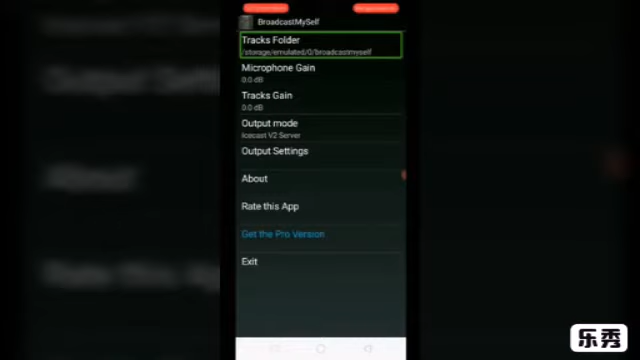 BroadcastMySelf
Tracks Folder
/storage/emulated/0/broadcastmyself
Microphone Gain
0.0 dB
Tracks Gain
0.0 dB
Output mode
Icecast V2 Server
Output Settings
About
Rate this App
Get the Pro Version
Exit
乐秀